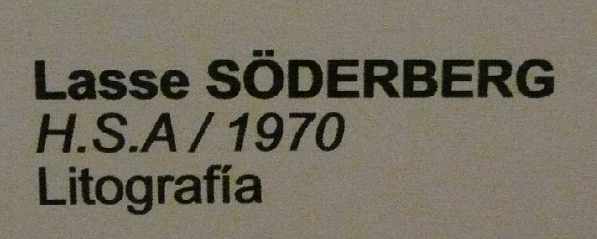 Lasse SÖDERBERG
H.S.A / 1970
Litografía